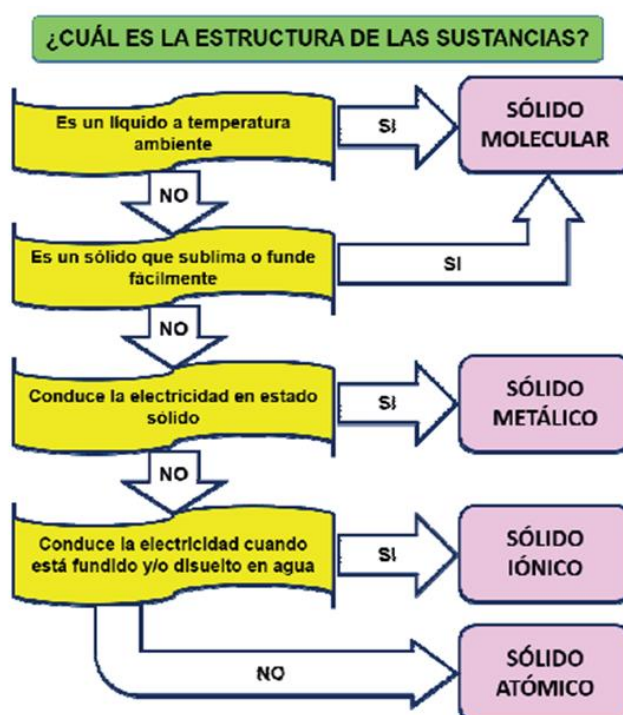 ¿CUÁL ES LA ESTRUCTURA DE LAS SUSTANCIAS?
Es un líquido a temperatura
ambiente
SI
SÓLIDO
MOLECULAR
NO
Es un sólido que sublima o funde
fácilmente
SI
NO
Conduce la electricidad en estado
sólido
SI
SÓLIDO
METÁLICO
NO
Conduce la electricidad cuando
está fundido y/o disuelto en agua
SI
SÓLIDO
IÓNICO
NO
SÓLIDO
ATÓMICO